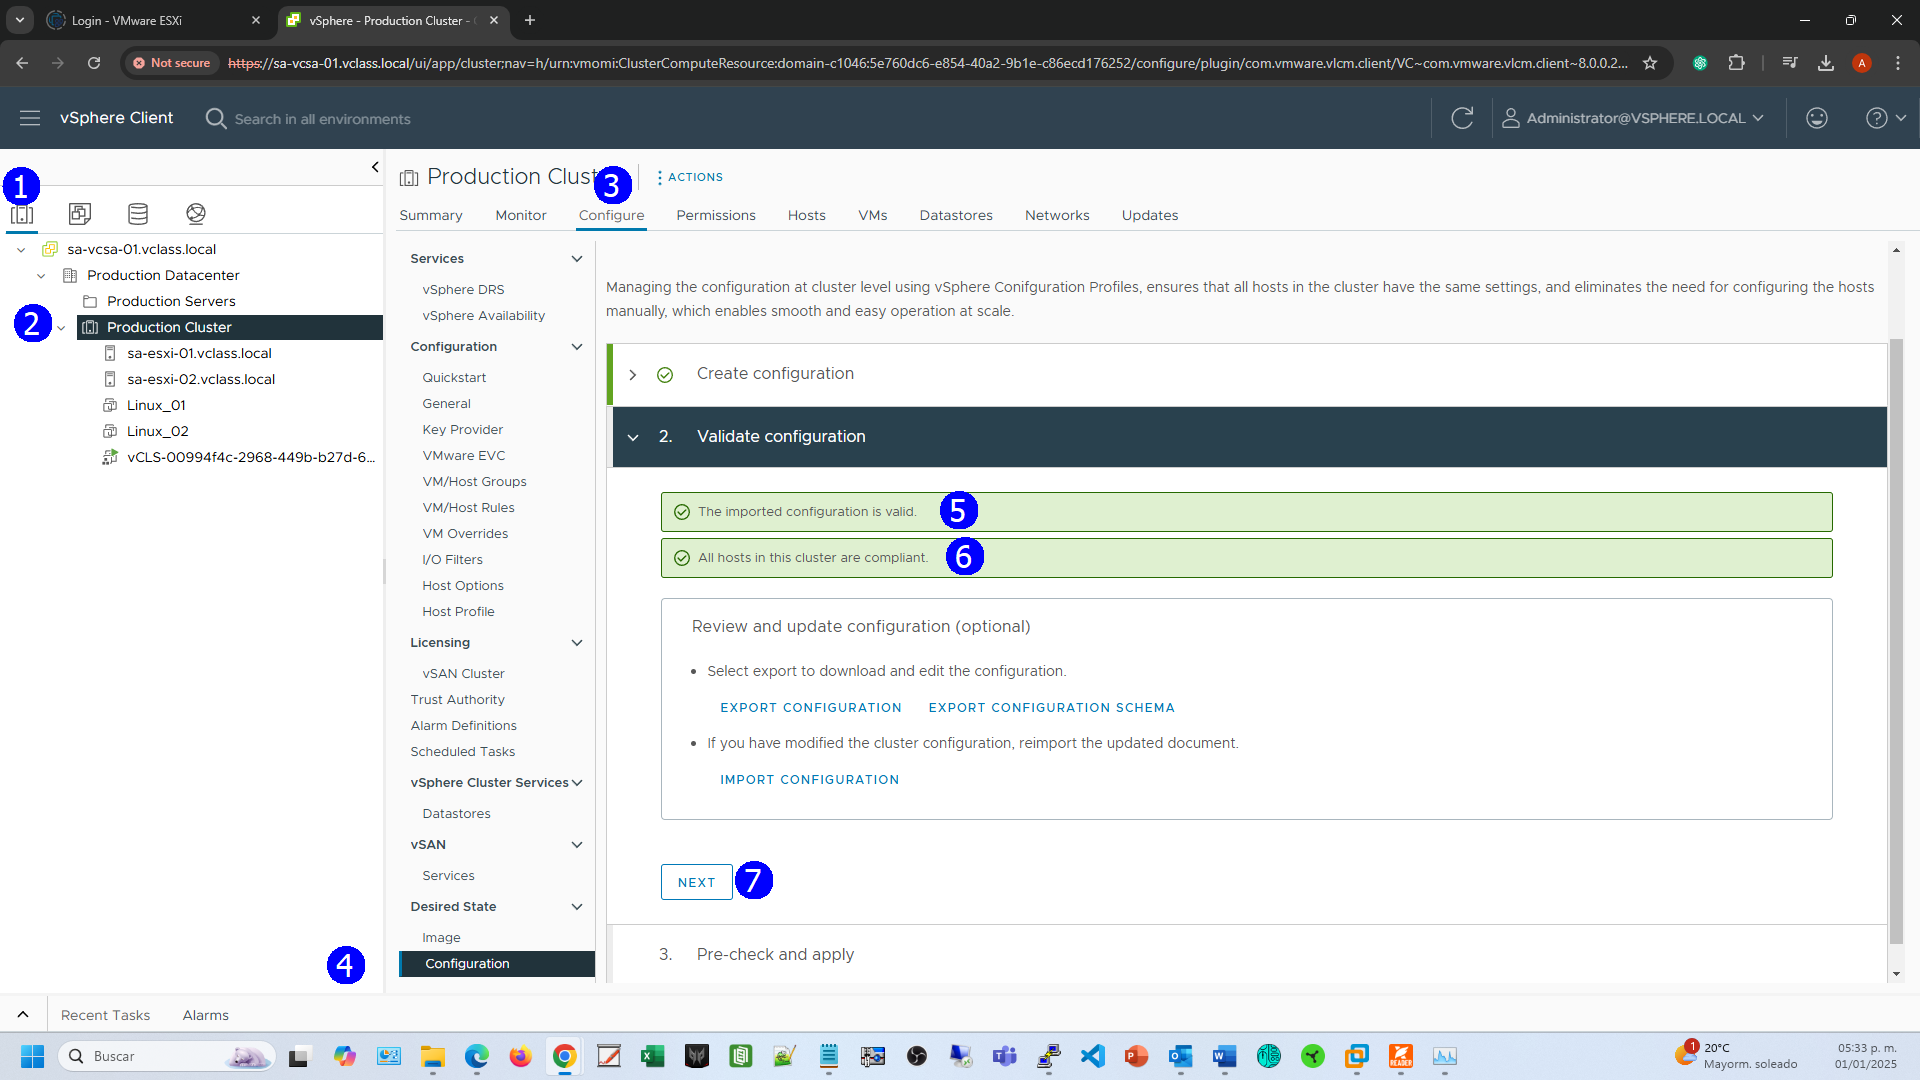 Login - VMware ESXi
vSphere - Production Cluster -
Not secure
https://sa-vcsa-01.vclass.local/ui/app/cluster;nav=h/urn:vmomi:ClusterComputeResource:domain-c1046:5e760dc6-e854-40a2-9b1e-c86ecd176252/configure/plugin/com.vmware.vlcm.client/VC~com.vmware.vlcm.client~8.0.0.2...
A
vSphere Client
Search in all environments
Administrator@VSPHERE.LOCAL
1
sa-vcsa-01.vclass.local
Production Datacenter
Production Servers
2
Production Cluster
sa-esxi-01.vclass.local
sa-esxi-02.vclass.local
Linux_01
Linux_02
vCLS-00994f4c-2968-449b-b27d-6...
Production Clust
3
ACTIONS
Summary
Monitor
Configure
Permissions
Hosts
VMs
Datastores
Networks
Updates
Services
vSphere DRS
vSphere Availability
Configuration
Quickstart
General
Key Provider
VMware EVC
VM/Host Groups
VM/Host Rules
VM Overrides
I/O Filters
Host Options
Host Profile
Licensing
vSAN Cluster
Trust Authority
Alarm Definitions
Scheduled Tasks
vSphere Cluster Services
Datastores
vSAN
Services
Desired State
Image
4
Configuration
Managing the configuration at cluster level using vSphere Conifguration Profiles, ensures that all hosts in the cluster have the same settings, and eliminates the need for configuring the hosts
manually, which enables smooth and easy operation at scale.
Create configuration
2. Validate configuration
The imported configuration is valid.
5
All hosts in this cluster are compliant.
6
Review and update configuration (optional)
• Select export to download and edit the configuration.
EXPORT CONFIGURATION
EXPORT CONFIGURATION SCHEMA
• If you have modified the cluster configuration, reimport the updated document.
IMPORT CONFIGURATION
NEXT
7
3. Pre-check and apply
Recent Tasks
Alarms
Buscar
READER
1
20°C
Mayorm. soleado
05:33 p. m.
01/01/2025